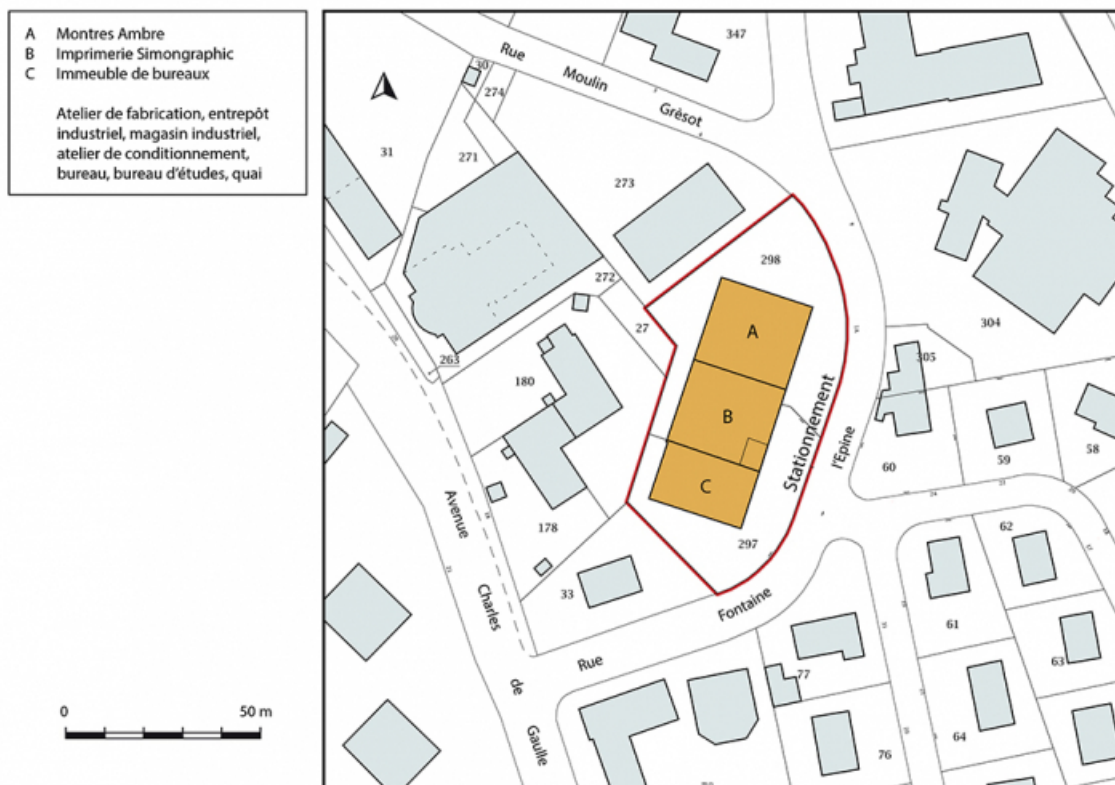 A Montres Ambre
B Imprimerie Simongraphic
C Immeuble de bureaux
Atelier de fabrication, entrepôt
industriel, magasin industriel,
atelier de conditionnement,
bureau, bureau d'études, quai
0 50 m
Rue Moulin Grésot
347
30
274
31
271
273
272
298
27
263
180
304
305
A
B
C
Stationnement
l'Epine
60
59
58
62
178
297
33
Fontaine
Rue
61
63
77
64
76
Avenue Charles de Gaulle